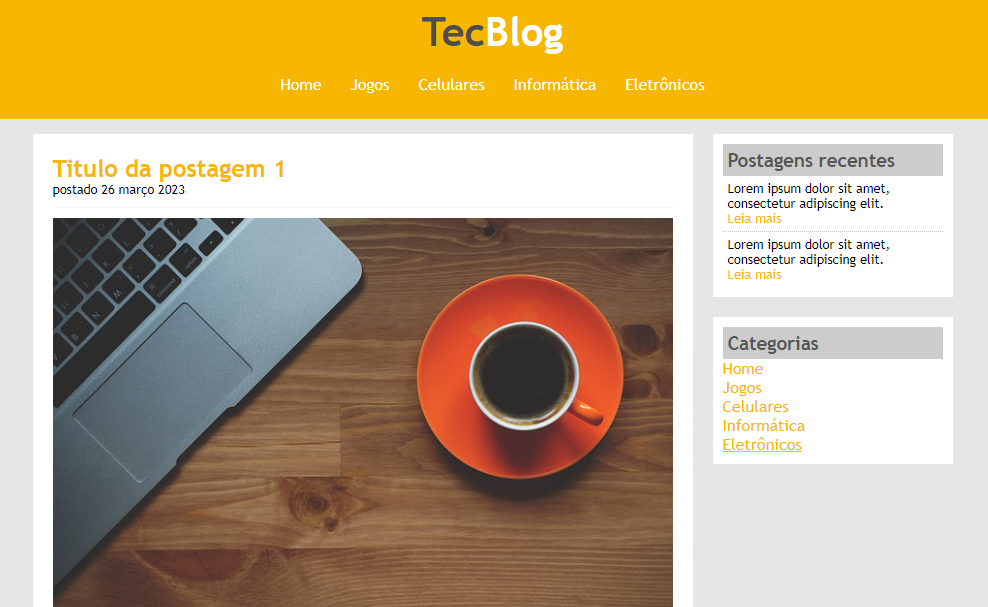 TecBlog
Home Jogos Celulares Informática Eletrônicos
Titulo da postagem 1
postado 26 março 2023
Postagens recentes
Lorem ipsum dolor sit amet,
consectetur adipiscing elit.
Leia mais
Lorem ipsum dolor sit amet,
consectetur adipiscing elit.
Leia mais
Categorias
Home
Jogos
Celulares
Informática
Eletrônicos